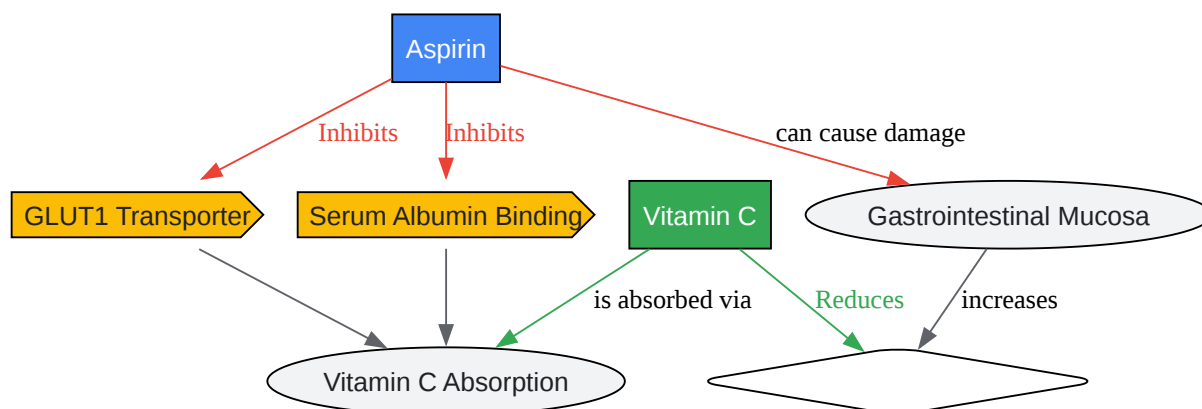 Aspirin
Inhibits
Inhibits
can cause damage
GLUT1 Transporter
Serum Albumin Binding
Vitamin C
Gastrointestinal Mucosa
is absorbed via
Reduces
increases
Vitamin C Absorption